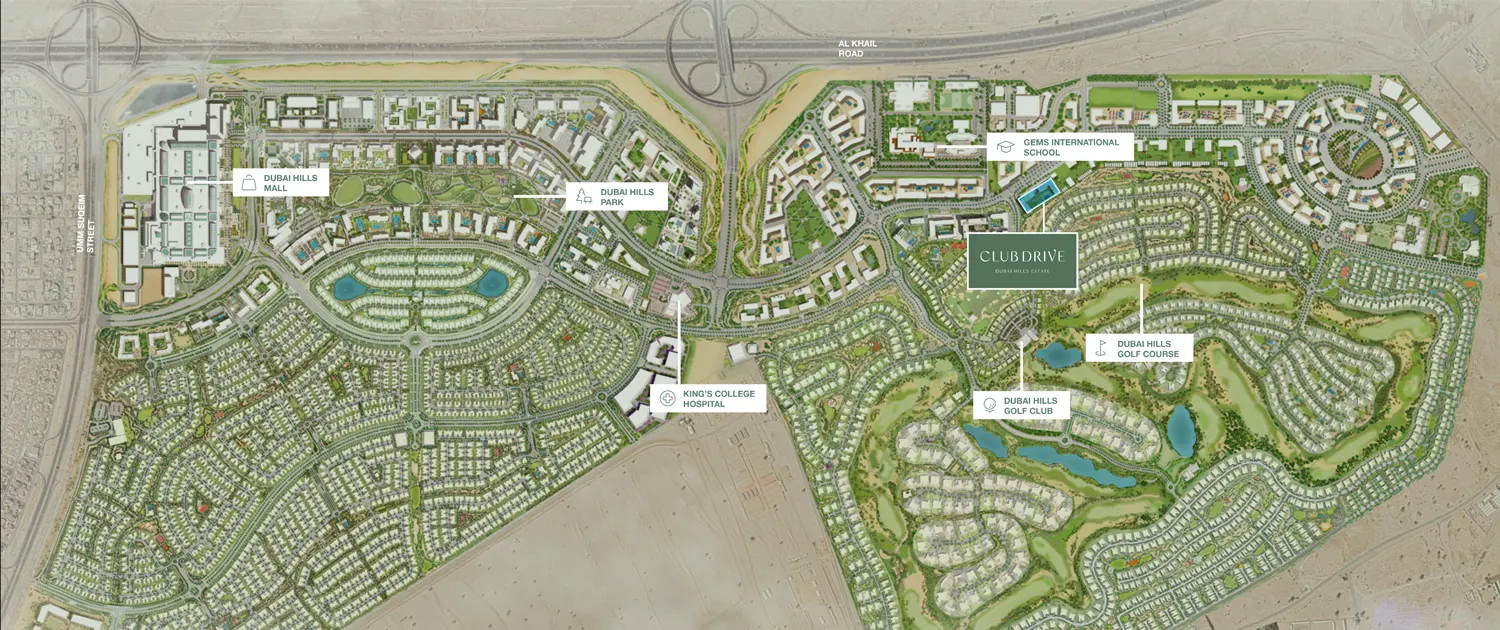 AL KHAIL
ROAD
GEMS INTERNATIONAL
SCHOOL
DUBAI HILLS
MALL
DUBAI HILLS
PARK
UMM SUQEIM
STREET
CLUB DRIVE
DUBAI HILLS ESTATE
DUBAI HILLS
GOLF COURSE
KING'S COLLEGE
HOSPITAL
DUBAI HILLS
GOLF CLUB